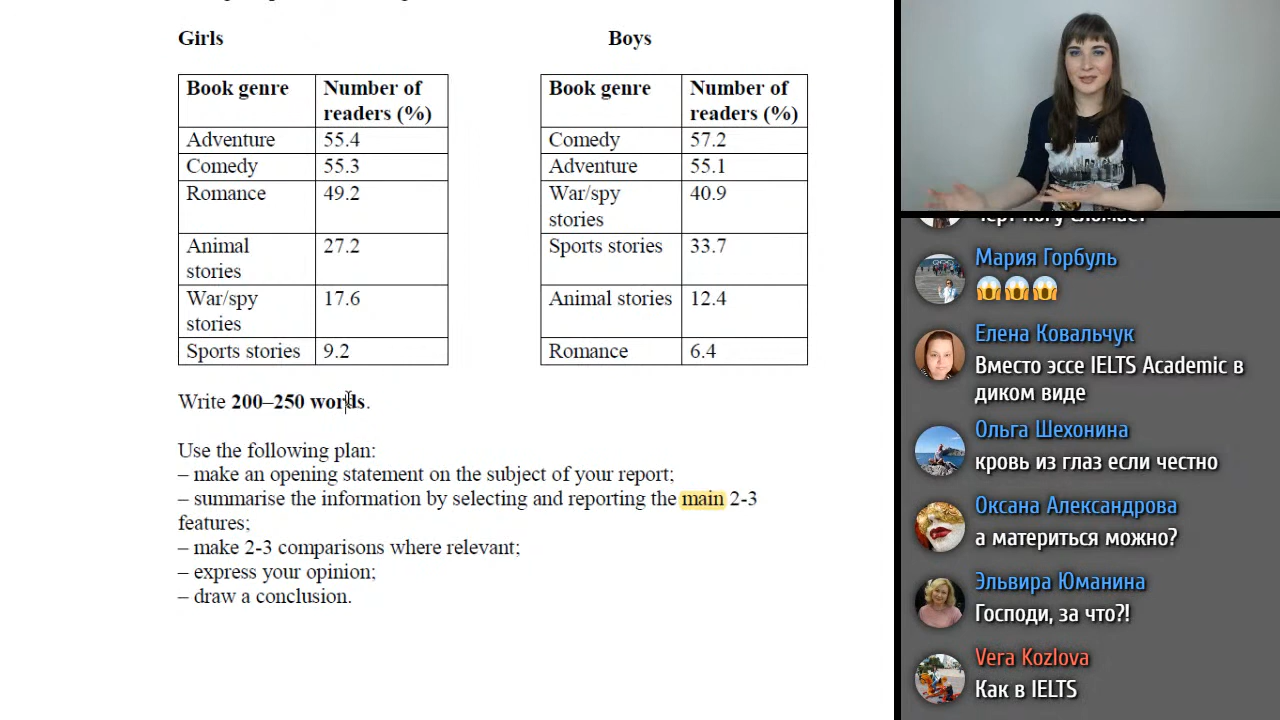 Girls
Boys
Book genre Number of readers (%)
Adventure 55.4
Comedy 55.3
Romance 49.2
Animal stories 27.2
War/spy stories 17.6
Sports stories 9.2
Book genre Number of readers (%)
Comedy 57.2
Adventure 55.1
War/spy stories 40.9
Sports stories 33.7
Animal stories 12.4
Romance 6.4
Write 200–250 words.
Use the following plan:
– make an opening statement on the subject of your report;
– summarise the information by selecting and reporting the main 2-3
features;
– make 2-3 comparisons where relevant;
– express your opinion;
– draw a conclusion.
Мария Горбуль
😱😱😱
Елена Ковальчук
Вместо эссе IELTS Academic в
диком виде
Ольга Шехонина
кровь из глаз если честно
Оксана Александрова
а материться можно?
Эльвира Юманина
Господи, за что?!
Vera Kozlova
Как в IELTS